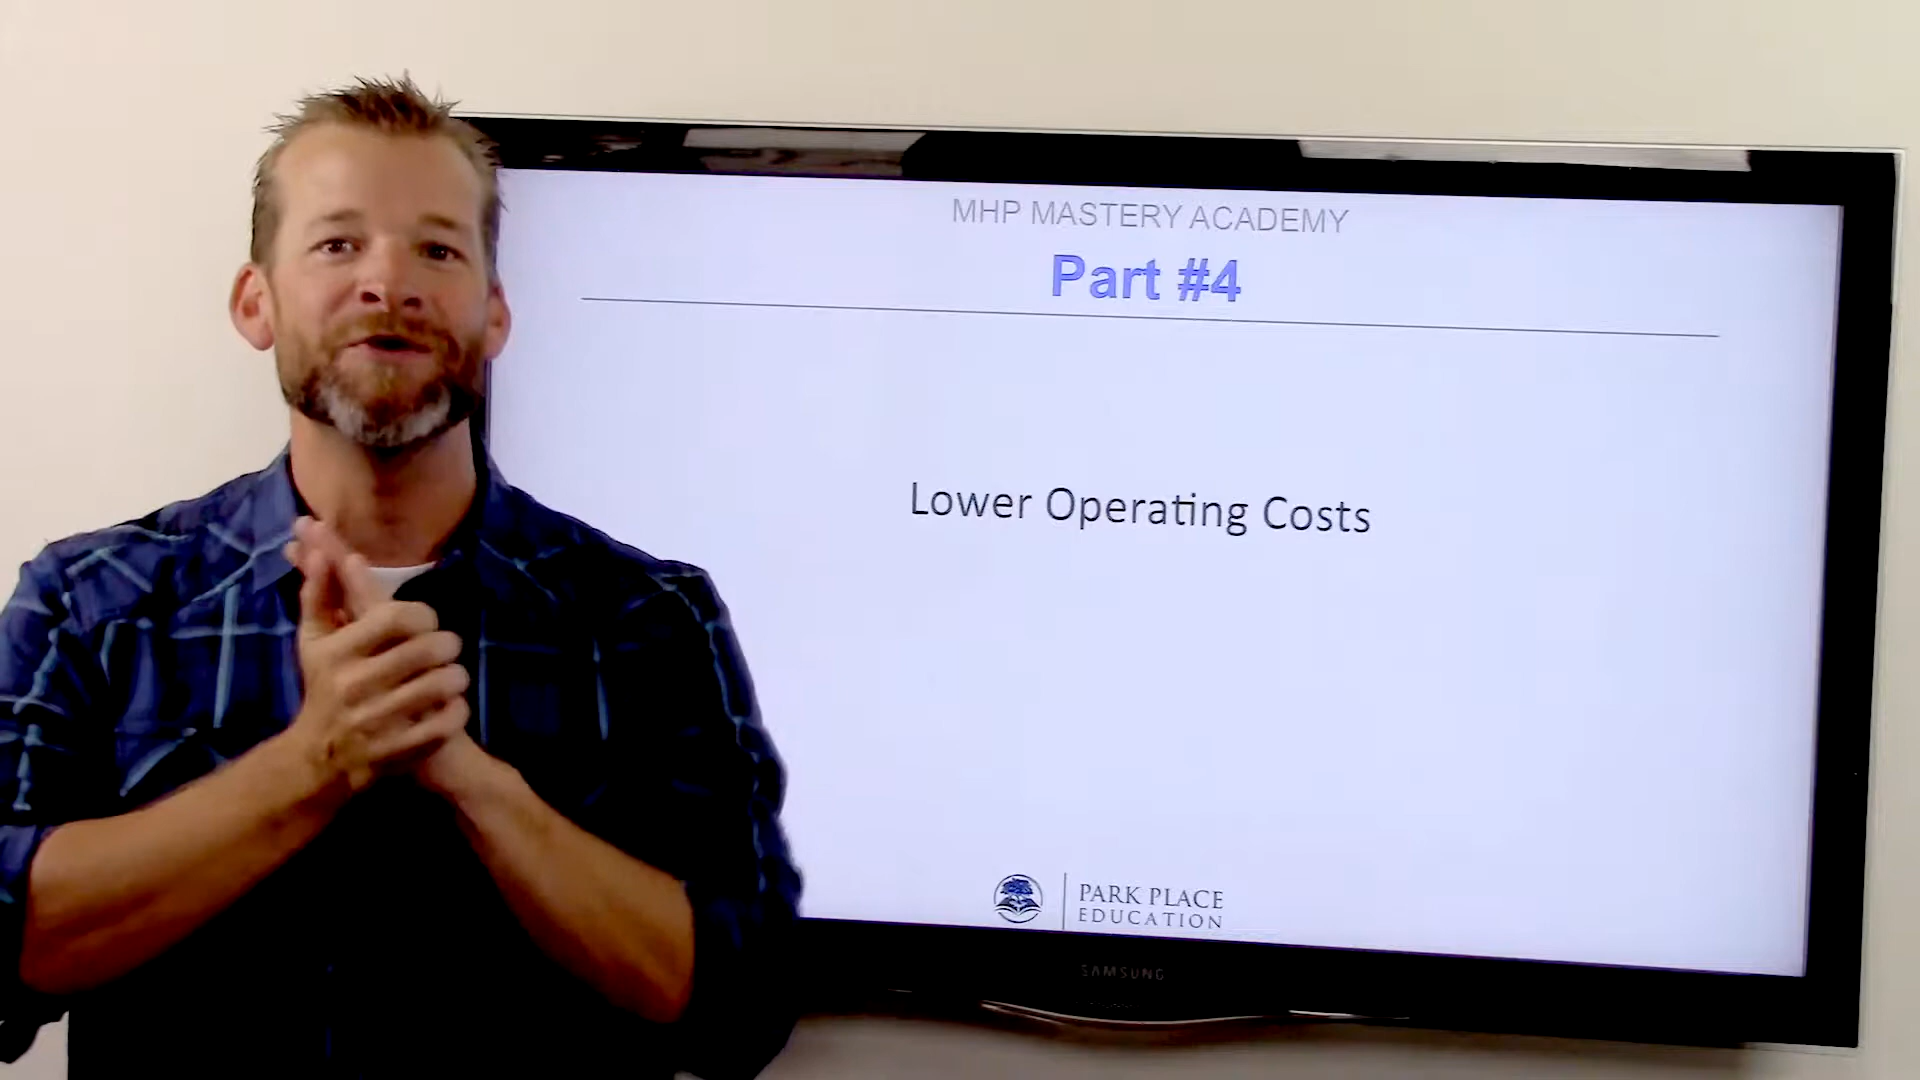 MHP MASTERY ACADEMY
Part #4
Lower Operating Costs
PARK PLACE
EDUCATION
SAMSUNG